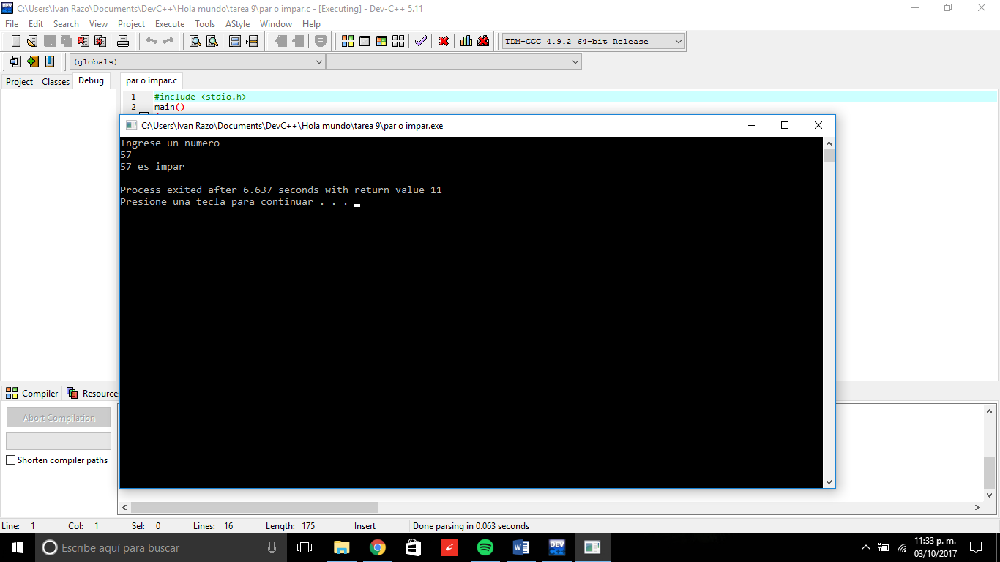 C:\Users\Ivan Razo\Documents\DevC++\Hola mundo\tarea 9\par o impar.c - [Executing] - Dev-C++ 5.11
File Edit Search View Project Execute Tools AStyle Window Help
TDM-GCC 4.9.2 64-bit Release
(globals)
Project Classes Debug par o impar.c
1 #include <stdio.h>
2 main()
C:\Users\Ivan Razo\Documents\DevC++\Hola mundo\tarea 9\par o impar.exe
Ingrese un numero
57
57 es impar
--------------------------------
Process exited after 6.637 seconds with return value 11
Presione una tecla para continuar . . .
Compiler Resources
Abort Compilation
Shorten compiler paths
Line: 1 Col: 1 Sel: 0 Lines: 16 Length: 175 Insert Done parsing in 0.063 seconds
Escribe aquí para buscar
DEV
11:33 p. m.
03/10/2017